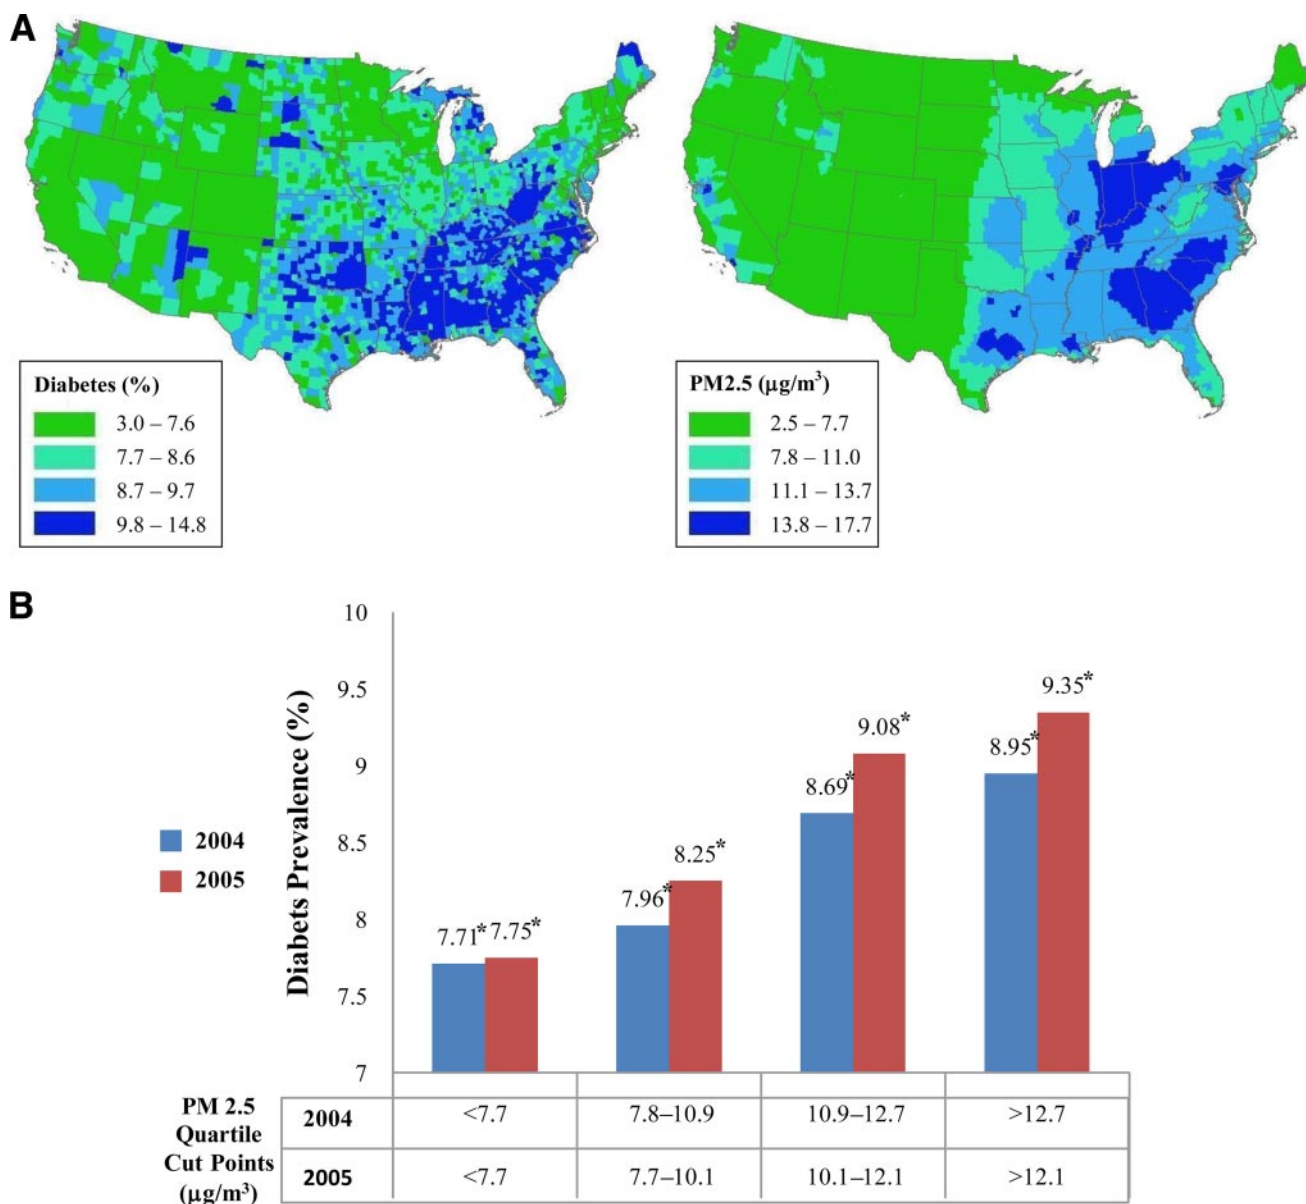 A
Diabetes (%)
3.0 – 7.6
7.7 – 8.6
8.7 – 9.7
9.8 – 14.8
PM2.5 (µg/m³)
2.5 – 7.7
7.8 – 11.0
11.1 – 13.7
13.8 – 17.7
B
Diabets Prevalence (%)
10
9.5
9
8.5
8
7.5
7
2004
2005
7.71* 7.75*
7.96* 8.25*
8.69* 9.08*
8.95* 9.35*
PM 2.5
Quartile
Cut Points
(µg/m³)
2004 <7.7 7.8–10.9 10.9–12.7 >12.7
2005 <7.7 7.7–10.1 10.1–12.1 >12.1